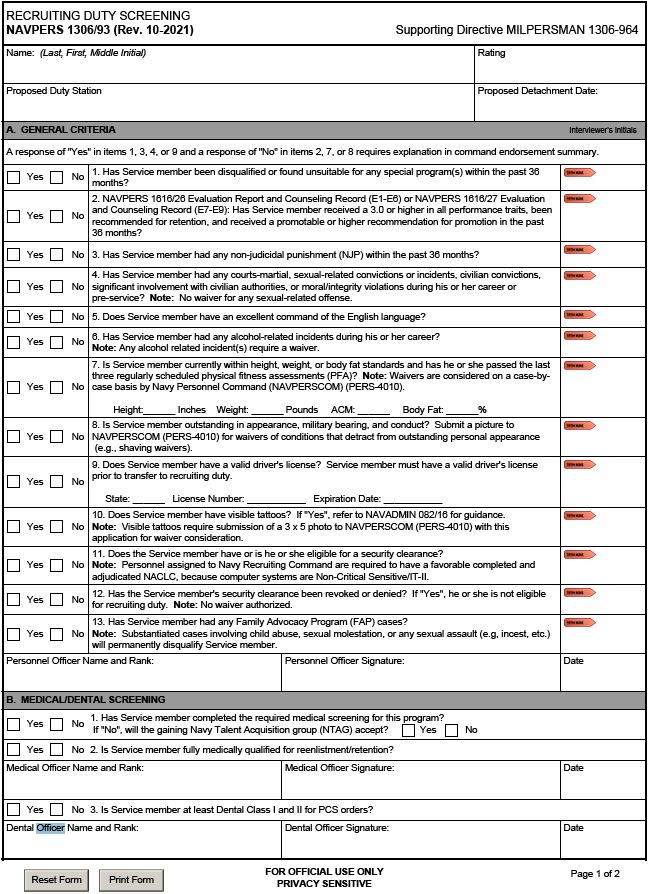 RECRUITING DUTY SCREENING
NAVPERS 1306/93 (Rev. 10-2021)
Supporting Directive MILPERSMAN 1306-964
Name: (Last, First, Middle Initial)
Rating
Proposed Duty Station
Proposed Detachment Date:
A. GENERAL CRITERIA
Interviewer's Initials
A response of "Yes" in items 1, 3, 4, or 9 and a response of "No" in items 2, 7, or 8 requires explanation in command endorsement summary.
Yes No 1. Has Service member been disqualified or found unsuitable for any special program(s) within the past 36
months?
Yes No 2. NAVPERS 1616/26 Evaluation Report and Counseling Record (E1-E6) or NAVPERS 1616/27 Evaluation
and Counseling Record (E7-E9): Has Service member received a 3.0 or higher in all performance traits, been
recommended for retention, and received a promotable or higher recommendation for promotion in the past
36 months?
Yes No 3. Has Service member had any non-judicial punishment (NJP) within the past 36 months?
Yes No 4. Has Service member had any courts-martial, sexual-related convictions or incidents, civilian convictions,
significant involvement with civilian authorities, or moral/integrity violations during his or her career or
pre-service? Note: No waiver for any sexual-related offense.
Yes No 5. Does Service member have an excellent command of the English language?
Yes No 6. Has Service member had any alcohol-related incidents during his or her career?
Note: Any alcohol related incident(s) require a waiver.
Yes No 7. Is Service member currently within height, weight, or body fat standards and has he or she passed the last
three regularly scheduled physical fitness assessments (PFA)? Note: Waivers are considered on a case-by-
case basis by Navy Personnel Command (NAVPERSCOM) (PERS-4010).
Height:______ Inches Weight: ______ Pounds ACM: ______ Body Fat: ______%
Yes No 8. Is Service member outstanding in appearance, military bearing, and conduct? Submit a picture to
NAVPERSCOM (PERS-4010) for waivers of conditions that detract from outstanding personal appearance
(e.g., shaving waivers).
Yes No 9. Does Service member have a valid driver's license? Service member must have a valid driver's license
prior to transfer to recruiting duty.
State: ______ License Number: ___________ Expiration Date: ___________
Yes No 10. Does Service member have visible tattoos? If "Yes", refer to NAVADMIN 082/16 for guidance.
Note: Visible tattoos require submission of a 3 x 5 photo to NAVPERSCOM (PERS-4010) with this
application for waiver consideration.
Yes No 11. Does the Service member have or is he or she eligible for a security clearance?
Note: Personnel assigned to Navy Recruiting Command are required to have a favorable completed and
adjudicated NACLC, because computer systems are Non-Critical Sensitive/IT-II.
Yes No 12. Has the Service member's security clearance been revoked or denied? If "Yes", he or she is not eligible
for recruiting duty. Note: No waiver authorized.
Yes No 13. Has Service member had any Family Advocacy Program (FAP) cases?
Note: Substantiated cases involving child abuse, sexual molestation, or any sexual assault (e.g, incest, etc.)
will permanently disqualify Service member.
Personnel Officer Name and Rank:
Personnel Officer Signature:
Date
B. MEDICAL/DENTAL SCREENING
Yes No 1. Has Service member completed the required medical screening for this program?
If "No", will the gaining Navy Talent Acquisition group (NTAG) accept? Yes No
Yes No 2. Is Service member fully medically qualified for reenlistment/retention?
Medical Officer Name and Rank:
Medical Officer Signature:
Date
Yes No 3. Is Service member at least Dental Class I and II for PCS orders?
Dental Officer Name and Rank:
Dental Officer Signature:
Date
Reset Form
Print Form
FOR OFFICIAL USE ONLY
PRIVACY SENSITIVE
Page 1 of 2